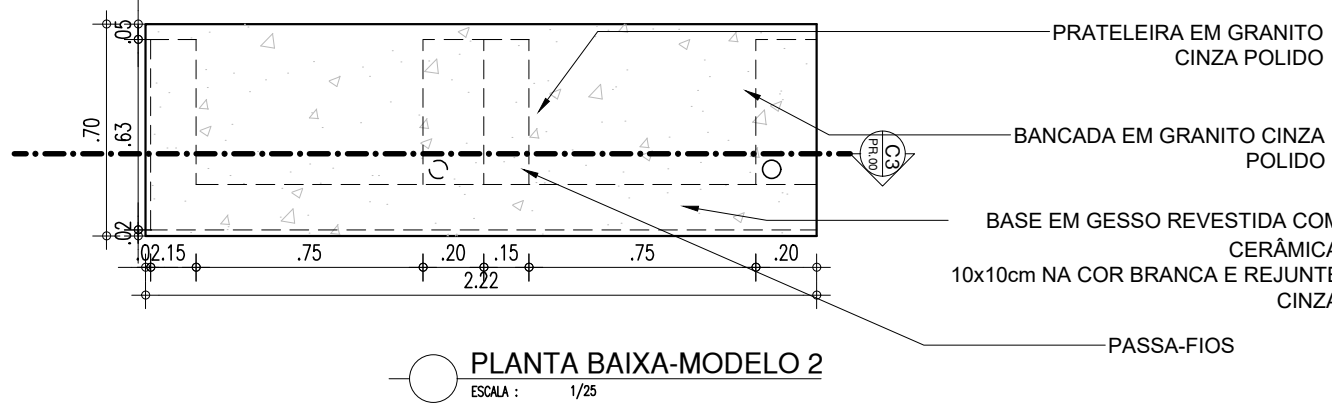 PRATELEIRA EM GRANITO
CINZA POLIDO
BANCADA EM GRANITO CINZA
POLIDO
C3
PR.00
BASE EM GESSO REVESTIDA COM
CERÂMICA
10x10cm NA COR BRANCA E REJUNTE
CINZA
PASSA-FIOS
.05
.70
.63
.02
.02 .15 .75 .20 .15 .75 .20
2.22
PLANTA BAIXA-MODELO 2
ESCALA : 1/25